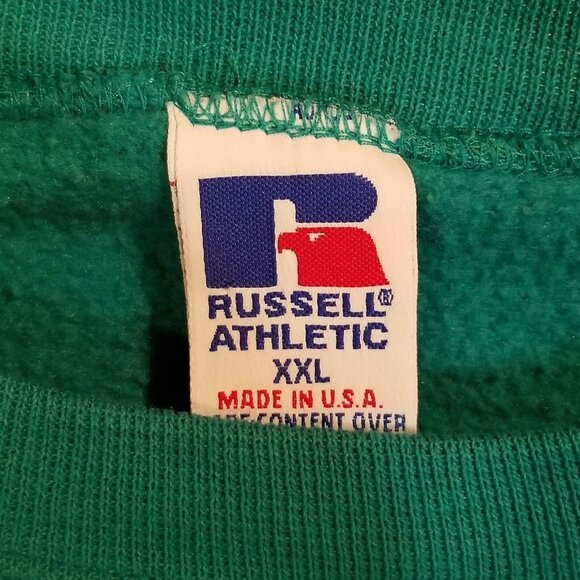 RUSSELL®
ATHLETIC
XXL
MADE IN U.S.A.
CONTENT OVER